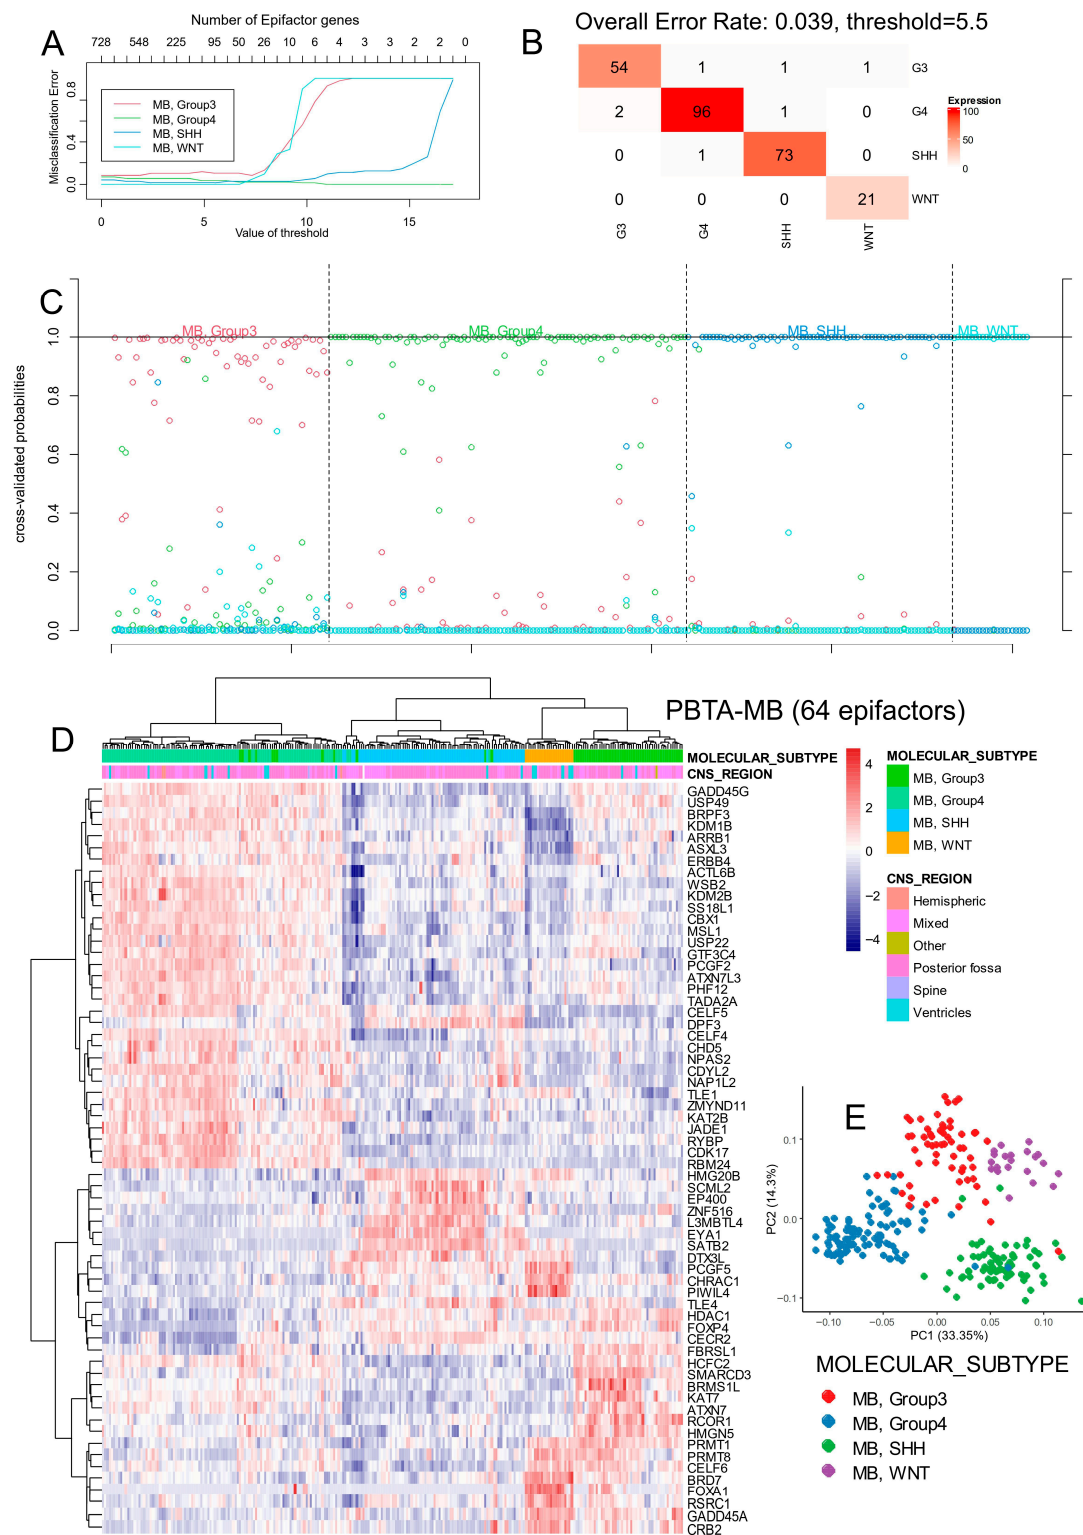 A
Number of Epifactor genes
728 548 225 95 50 26 10 6 4 3 3 2 2 0
Misclassification Error
0.0 0.4 0.8
MB, Group3
MB, Group4
MB, SHH
MB, WNT
0 5 10 15
Value of threshold
B
Overall Error Rate: 0.039, threshold=5.5
54 1 1 1 G3
2 96 1 0 G4
0 1 73 0 SHH
0 0 0 21 WNT
G3 G4 SHH WNT
Expression
100
50
0
C
cross-validated probabilities
0.0 0.2 0.4 0.6 0.8 1.0
MB, Group3 MB, Group4 MB, SHH MB, WNT
D
PBTA-MB (64 epifactors)
MOLECULAR_SUBTYPE
CNS_REGION
GADD45G
USP49
BRPF3
KDM1B
ARRB1
ASXL3
ERBB4
ACTL6B
WSB2
KDM2B
SS18L1
CBX1
MSL1
USP22
GTF3C4
PCGF2
ATXN7L3
PHF12
TADA2A
CELF5
DPF3
CELF4
CHD5
NPAS2
CDYL2
NAP1L2
TLE1
ZMYND11
KAT2B
JADE1
RYBP
CDK17
RBM24
HMG20B
SCML2
EP400
ZNF516
L3MBTL4
EYA1
SATB2
DTX3L
PCGF5
CHRAC1
PIWIL4
TLE4
HDAC1
FOXP4
CECR2
FBRSL1
HCFC2
SMARCD3
BRMS1L
KAT7
ATXN7
RCOR1
HMGN5
PRMT1
PRMT8
CELF6
BRD7
FOXA1
RSRC1
GADD45A
CRB2
4
2
0
−2
−4
MOLECULAR_SUBTYPE
MB, Group3
MB, Group4
MB, SHH
MB, WNT
CNS_REGION
Hemispheric
Mixed
Other
Posterior fossa
Spine
Ventricles
E
PC2 (14.3%)
0.1
0.0
−0.1
−0.10 −0.05 0.00 0.05 0.10
PC1 (33.35%)
MOLECULAR_SUBTYPE
MB, Group3
MB, Group4
MB, SHH
MB, WNT